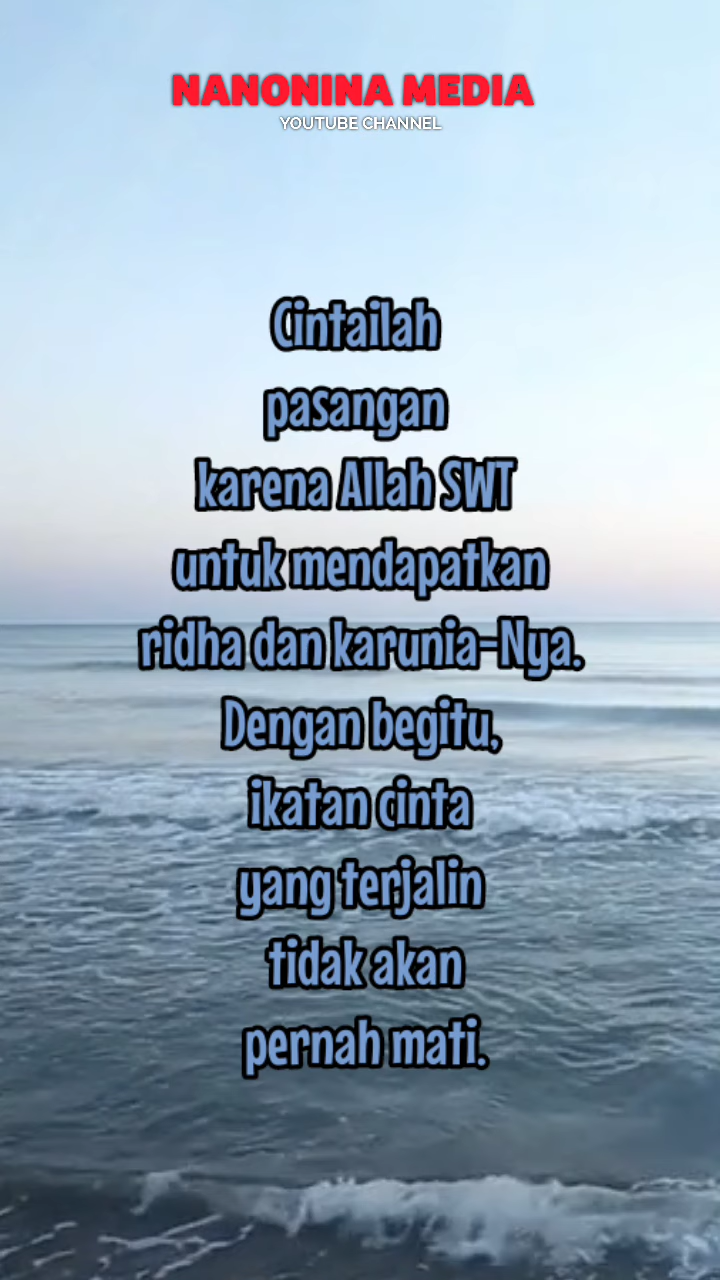 NANONINA MEDIA
YOUTUBE CHANNEL
Cintailah
pasangan
karena Allah SWT
untuk mendapatkan
ridha dan karunia-Nya.
Dengan begitu,
ikatan cinta
yang terjalin
tidak akan
pernah mati.